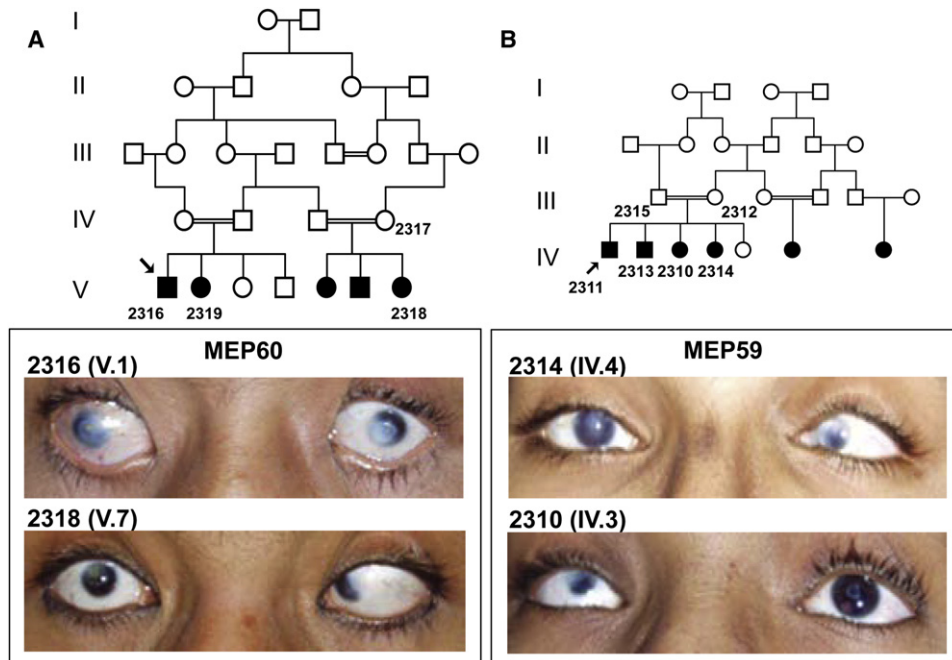 A
I
II
III
IV
2317
V
2316
2319
2318
B
I
II
III
2315
2312
IV
2313
2310
2314
2311
MEP60
2316 (V.1)
2318 (V.7)
MEP59
2314 (IV.4)
2310 (IV.3)